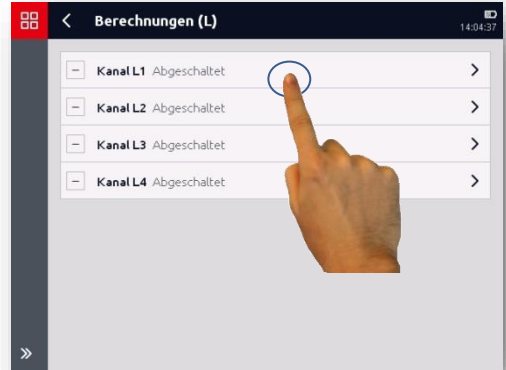 Berechnungen (L)
14:04:37
Kanal L1 Abgeschaltet
Kanal L2 Abgeschaltet
Kanal L3 Abgeschaltet
Kanal L4 Abgeschaltet